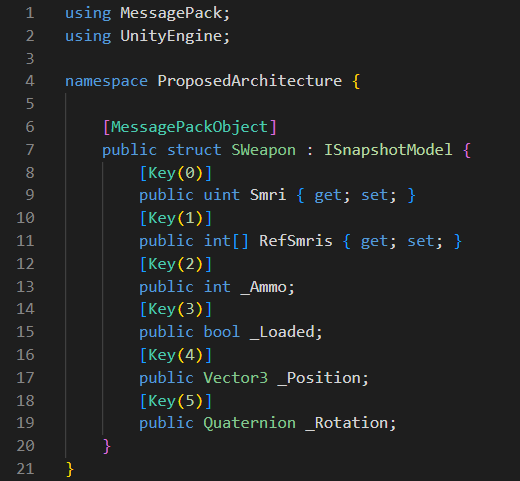 1 using MessagePack;
2 using UnityEngine;
3
4 namespace ProposedArchitecture {
5
6 [MessagePackObject]
7 public struct SWeapon : ISnapshotModel {
8 [Key(0)]
9 public uint Smri { get; set; }
10 [Key(1)]
11 public int[] RefSmris { get; set; }
12 [Key(2)]
13 public int _Ammo;
14 [Key(3)]
15 public bool _Loaded;
16 [Key(4)]
17 public Vector3 _Position;
18 [Key(5)]
19 public Quaternion _Rotation;
20 }
21 }